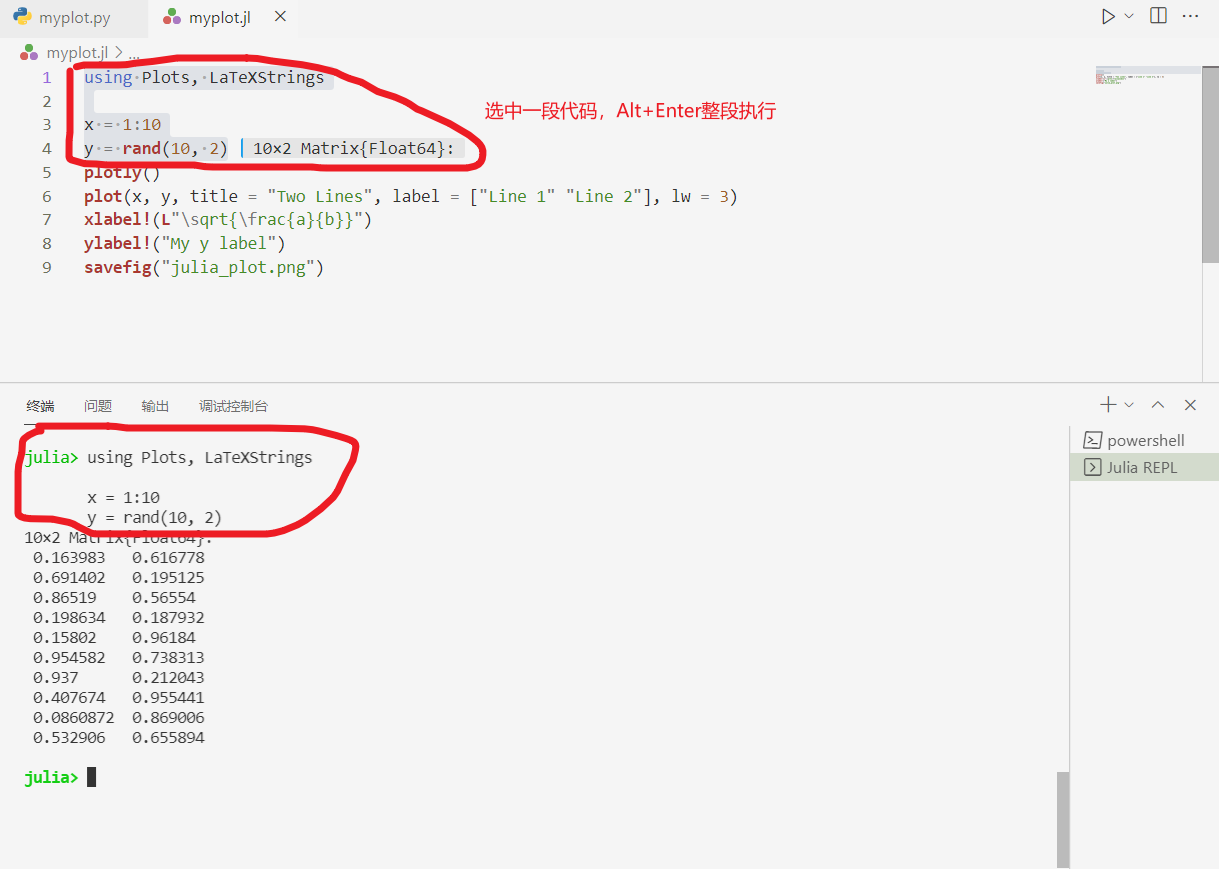 myplot.py
myplot.jl
myplot.jl > ...
1 using Plots, LaTeXStrings
2
3 x = 1:10
4 y = rand(10, 2) 10×2 Matrix{Float64}:
选中一段代码，Alt+Enter整段执行
5 plotly()
6 plot(x, y, title = "Two Lines", label = ["Line 1" "Line 2"], lw = 3)
7 xlabel!(L"\sqrt{\frac{a}{b}}")
8 ylabel!("My y label")
9 savefig("julia_plot.png")
终端 问题 输出 调试控制台
julia> using Plots, LaTeXStrings
x = 1:10
y = rand(10, 2)
10×2 Matrix{Float64}:
0.163983 0.616778
0.691402 0.195125
0.86519 0.56554
0.198634 0.187932
0.15802 0.96184
0.954582 0.738313
0.937 0.212043
0.407674 0.955441
0.0860872 0.869006
0.532906 0.655894
julia>
powershell
Julia REPL